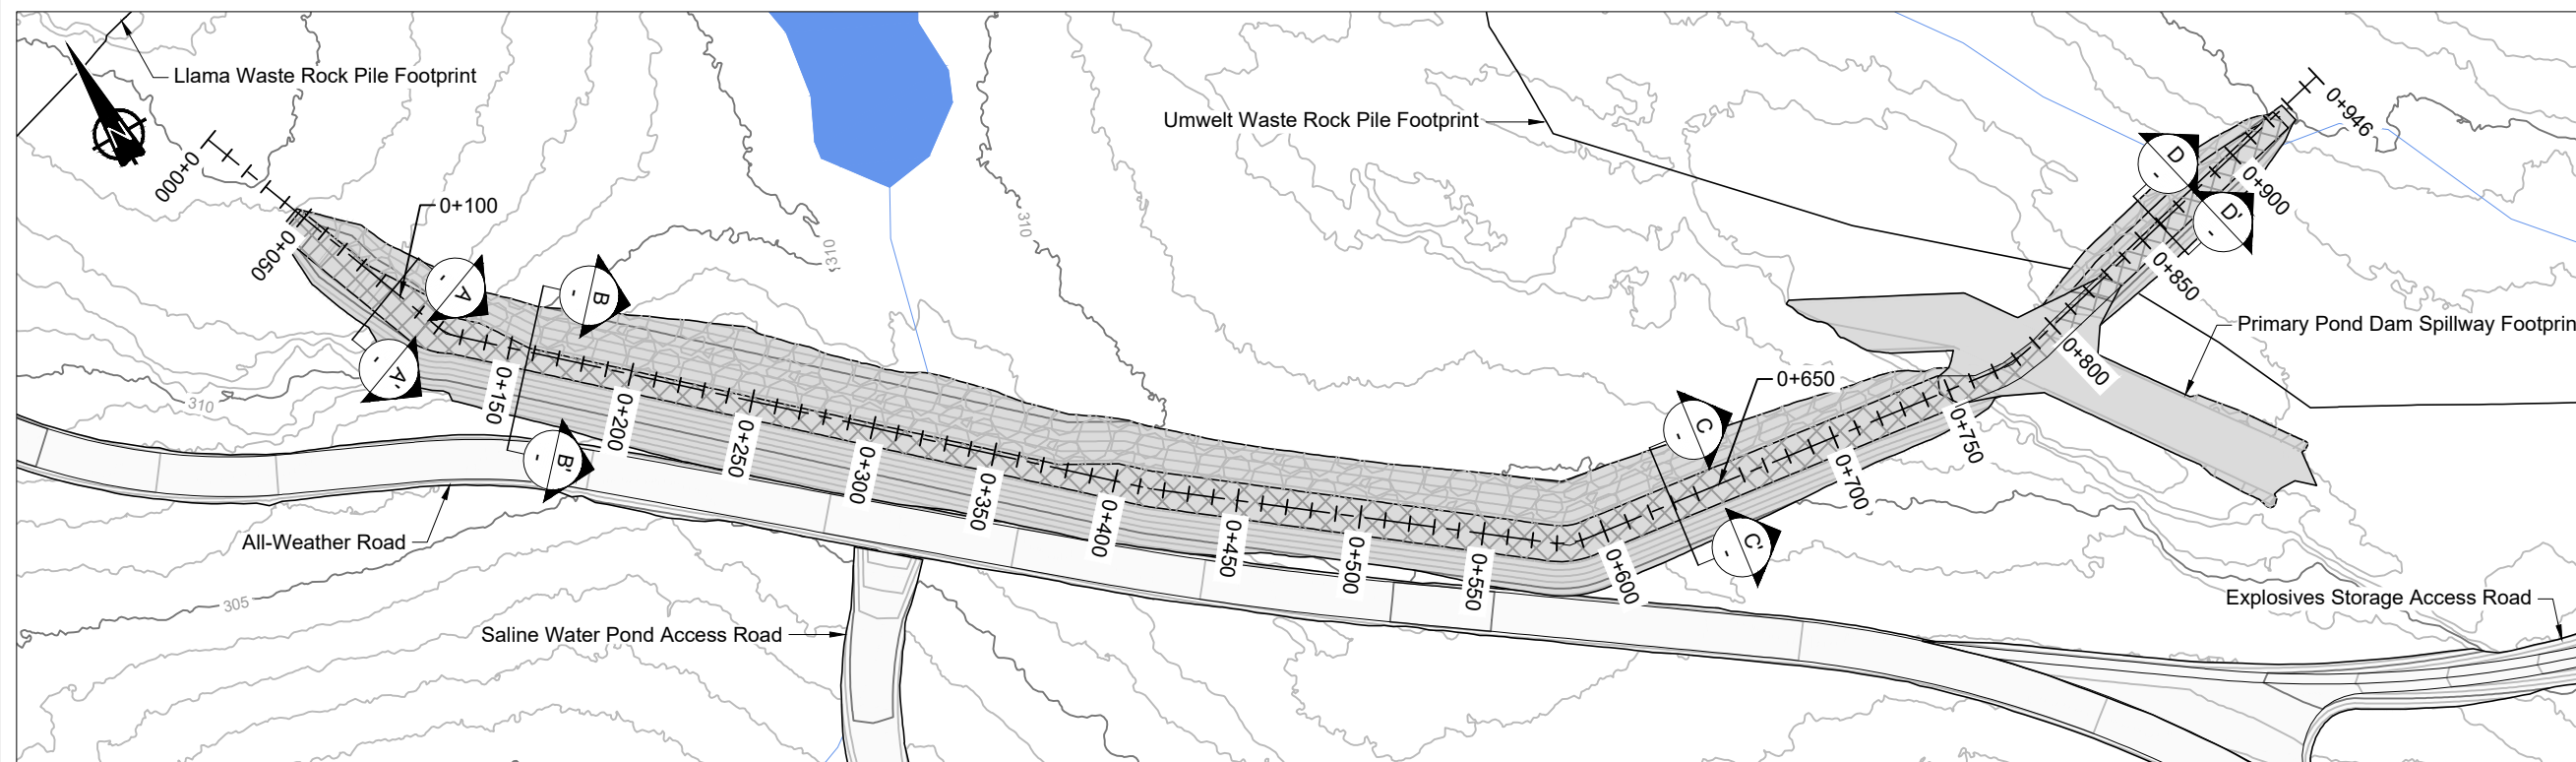 Llama Waste Rock Pile Footprint
N
0+000
0+050
0+100
A
-
A'
-
B
-
B'
-
310
310
310
305
0+150
0+200
0+250
0+300
0+350
0+400
0+450
0+500
0+550
0+600
0+650
0+700
0+750
0+800
0+850
0+900
0+946
C
-
C'
-
D
-
D'
-
Umwelt Waste Rock Pile Footprint
Primary Pond Dam Spillway Footprin
All-Weather Road
Saline Water Pond Access Road
Explosives Storage Access Road